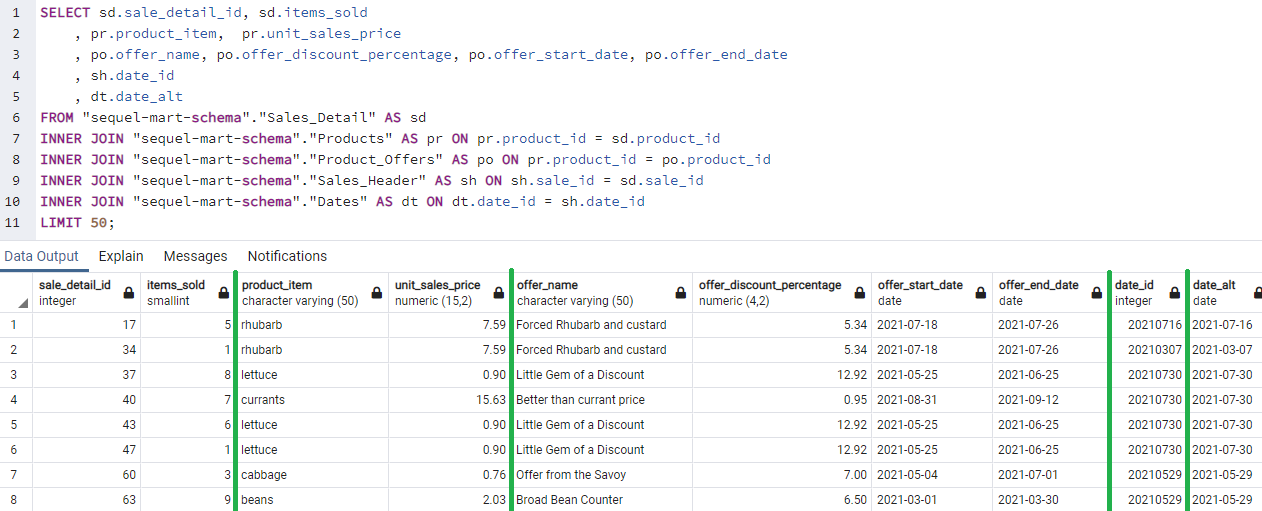 1 SELECT sd.sale_detail_id, sd.items_sold
2 , pr.product_item, pr.unit_sales_price
3 , po.offer_name, po.offer_discount_percentage, po.offer_start_date, po.offer_end_date
4 , sh.date_id
5 , dt.date_alt
6 FROM "sequel-mart-schema"."Sales_Detail" AS sd
7 INNER JOIN "sequel-mart-schema"."Products" AS pr ON pr.product_id = sd.product_id
8 INNER JOIN "sequel-mart-schema"."Product_Offers" AS po ON pr.product_id = po.product_id
9 INNER JOIN "sequel-mart-schema"."Sales_Header" AS sh ON sh.sale_id = sd.sale_id
10 INNER JOIN "sequel-mart-schema"."Dates" AS dt ON dt.date_id = sh.date_id
11 LIMIT 50;
Data Output Explain Messages Notifications
sale_detail_id items_sold product_item unit_sales_price offer_name offer_discount_percentage offer_start_date offer_end_date date_id date_alt
integer smallint character varying (50) numeric (15,2) character varying (50) numeric (4,2) date date integer date
1 17 5 rhubarb 7.59 Forced Rhubarb and custard 5.34 2021-07-18 2021-07-26 20210716 2021-07-16
2 34 1 rhubarb 7.59 Forced Rhubarb and custard 5.34 2021-07-18 2021-07-26 20210307 2021-03-07
3 37 8 lettuce 0.90 Little Gem of a Discount 12.92 2021-05-25 2021-06-25 20210730 2021-07-30
4 40 7 currants 15.63 Better than currant price 0.95 2021-08-31 2021-09-12 20210730 2021-07-30
5 43 6 lettuce 0.90 Little Gem of a Discount 12.92 2021-05-25 2021-06-25 20210730 2021-07-30
6 47 1 lettuce 0.90 Little Gem of a Discount 12.92 2021-05-25 2021-06-25 20210730 2021-07-30
7 60 3 cabbage 0.76 Offer from the Savoy 7.00 2021-05-04 2021-07-01 20210529 2021-05-29
8 63 9 beans 2.03 Broad Bean Counter 6.50 2021-03-01 2021-03-30 20210529 2021-05-29